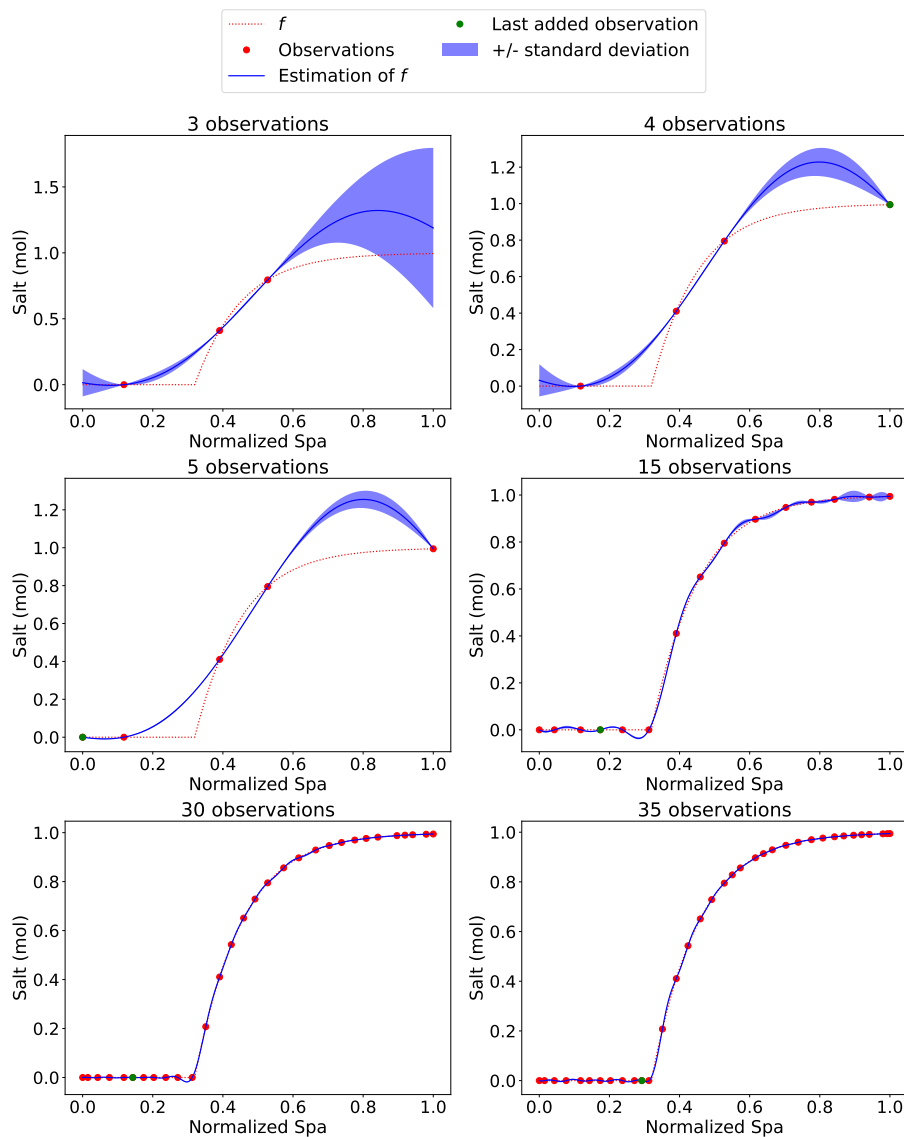 f
Observations
Estimation of f
Last added observation
+/- standard deviation
3 observations
Salt (mol)
1.5
1.0
0.5
0.0
0.0 0.2 0.4 0.6 0.8 1.0
Normalized Spa
4 observations
Salt (mol)
1.2
1.0
0.8
0.6
0.4
0.2
0.0
0.0 0.2 0.4 0.6 0.8 1.0
Normalized Spa
5 observations
Salt (mol)
1.2
1.0
0.8
0.6
0.4
0.2
0.0
0.0 0.2 0.4 0.6 0.8 1.0
Normalized Spa
15 observations
Salt (mol)
1.0
0.8
0.6
0.4
0.2
0.0
0.0 0.2 0.4 0.6 0.8 1.0
Normalized Spa
30 observations
Salt (mol)
1.0
0.8
0.6
0.4
0.2
0.0
0.0 0.2 0.4 0.6 0.8 1.0
Normalized Spa
35 observations
Salt (mol)
1.0
0.8
0.6
0.4
0.2
0.0
0.0 0.2 0.4 0.6 0.8 1.0
Normalized Spa